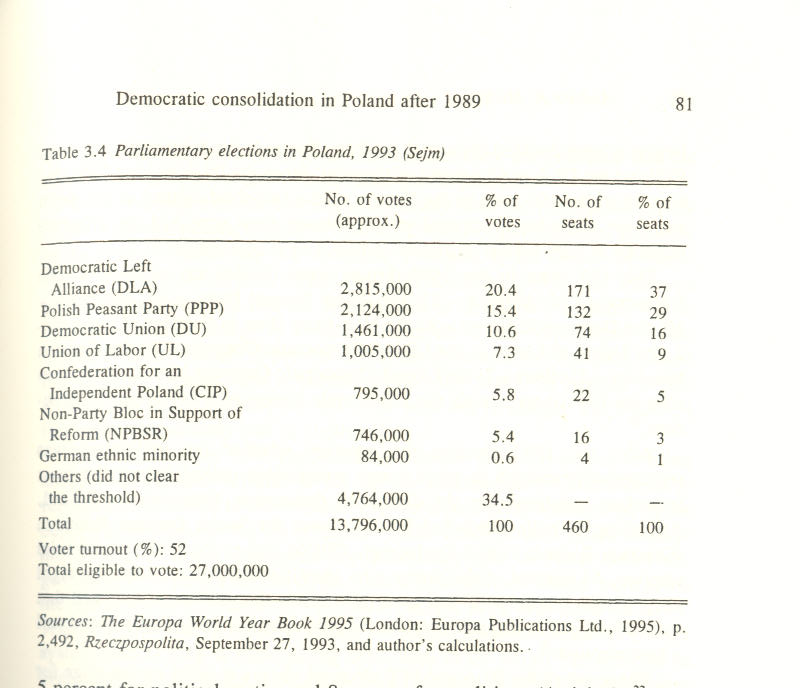 Democratic consolidation in Poland after 1989 81
Table 3.4 Parliamentary elections in Poland, 1993 (Sejm)
No. of votes % of No. of % of
(approx.) votes seats seats
Democratic Left
Alliance (DLA) 2,815,000 20.4 171 37
Polish Peasant Party (PPP) 2,124,000 15.4 132 29
Democratic Union (DU) 1,461,000 10.6 74 16
Union of Labor (UL) 1,005,000 7.3 41 9
Confederation for an
Independent Poland (CIP) 795,000 5.8 22 5
Non-Party Bloc in Support of
Reform (NPBSR) 746,000 5.4 16 3
German ethnic minority 84,000 0.6 4 1
Others (did not clear
the threshold) 4,764,000 34.5 — —
Total 13,796,000 100 460 100
Voter turnout (%): 52
Total eligible to vote: 27,000,000
Sources: The Europa World Year Book 1995 (London: Europa Publications Ltd., 1995), p.
2,492, Rzeczpospolita, September 27, 1993, and author's calculations.